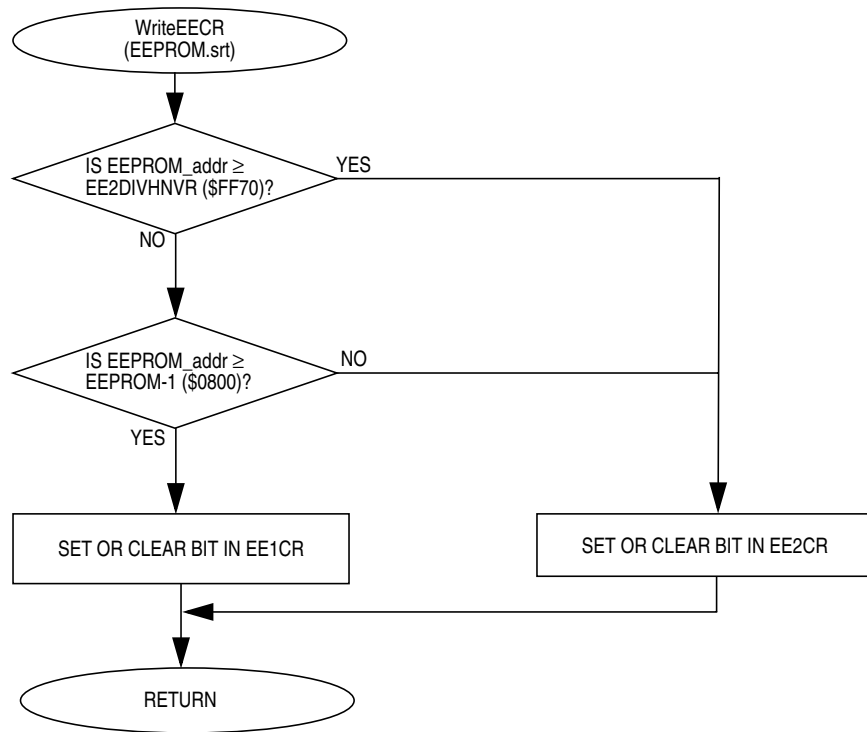 WriteEECR
(EEPROM.srt)
IS EEPROM_addr ≥
EE2DIVHNVR ($FF70)?
YES
NO
IS EEPROM_addr ≥
EEPROM-1 ($0800)?
NO
YES
SET OR CLEAR BIT IN EE1CR
SET OR CLEAR BIT IN EE2CR
RETURN